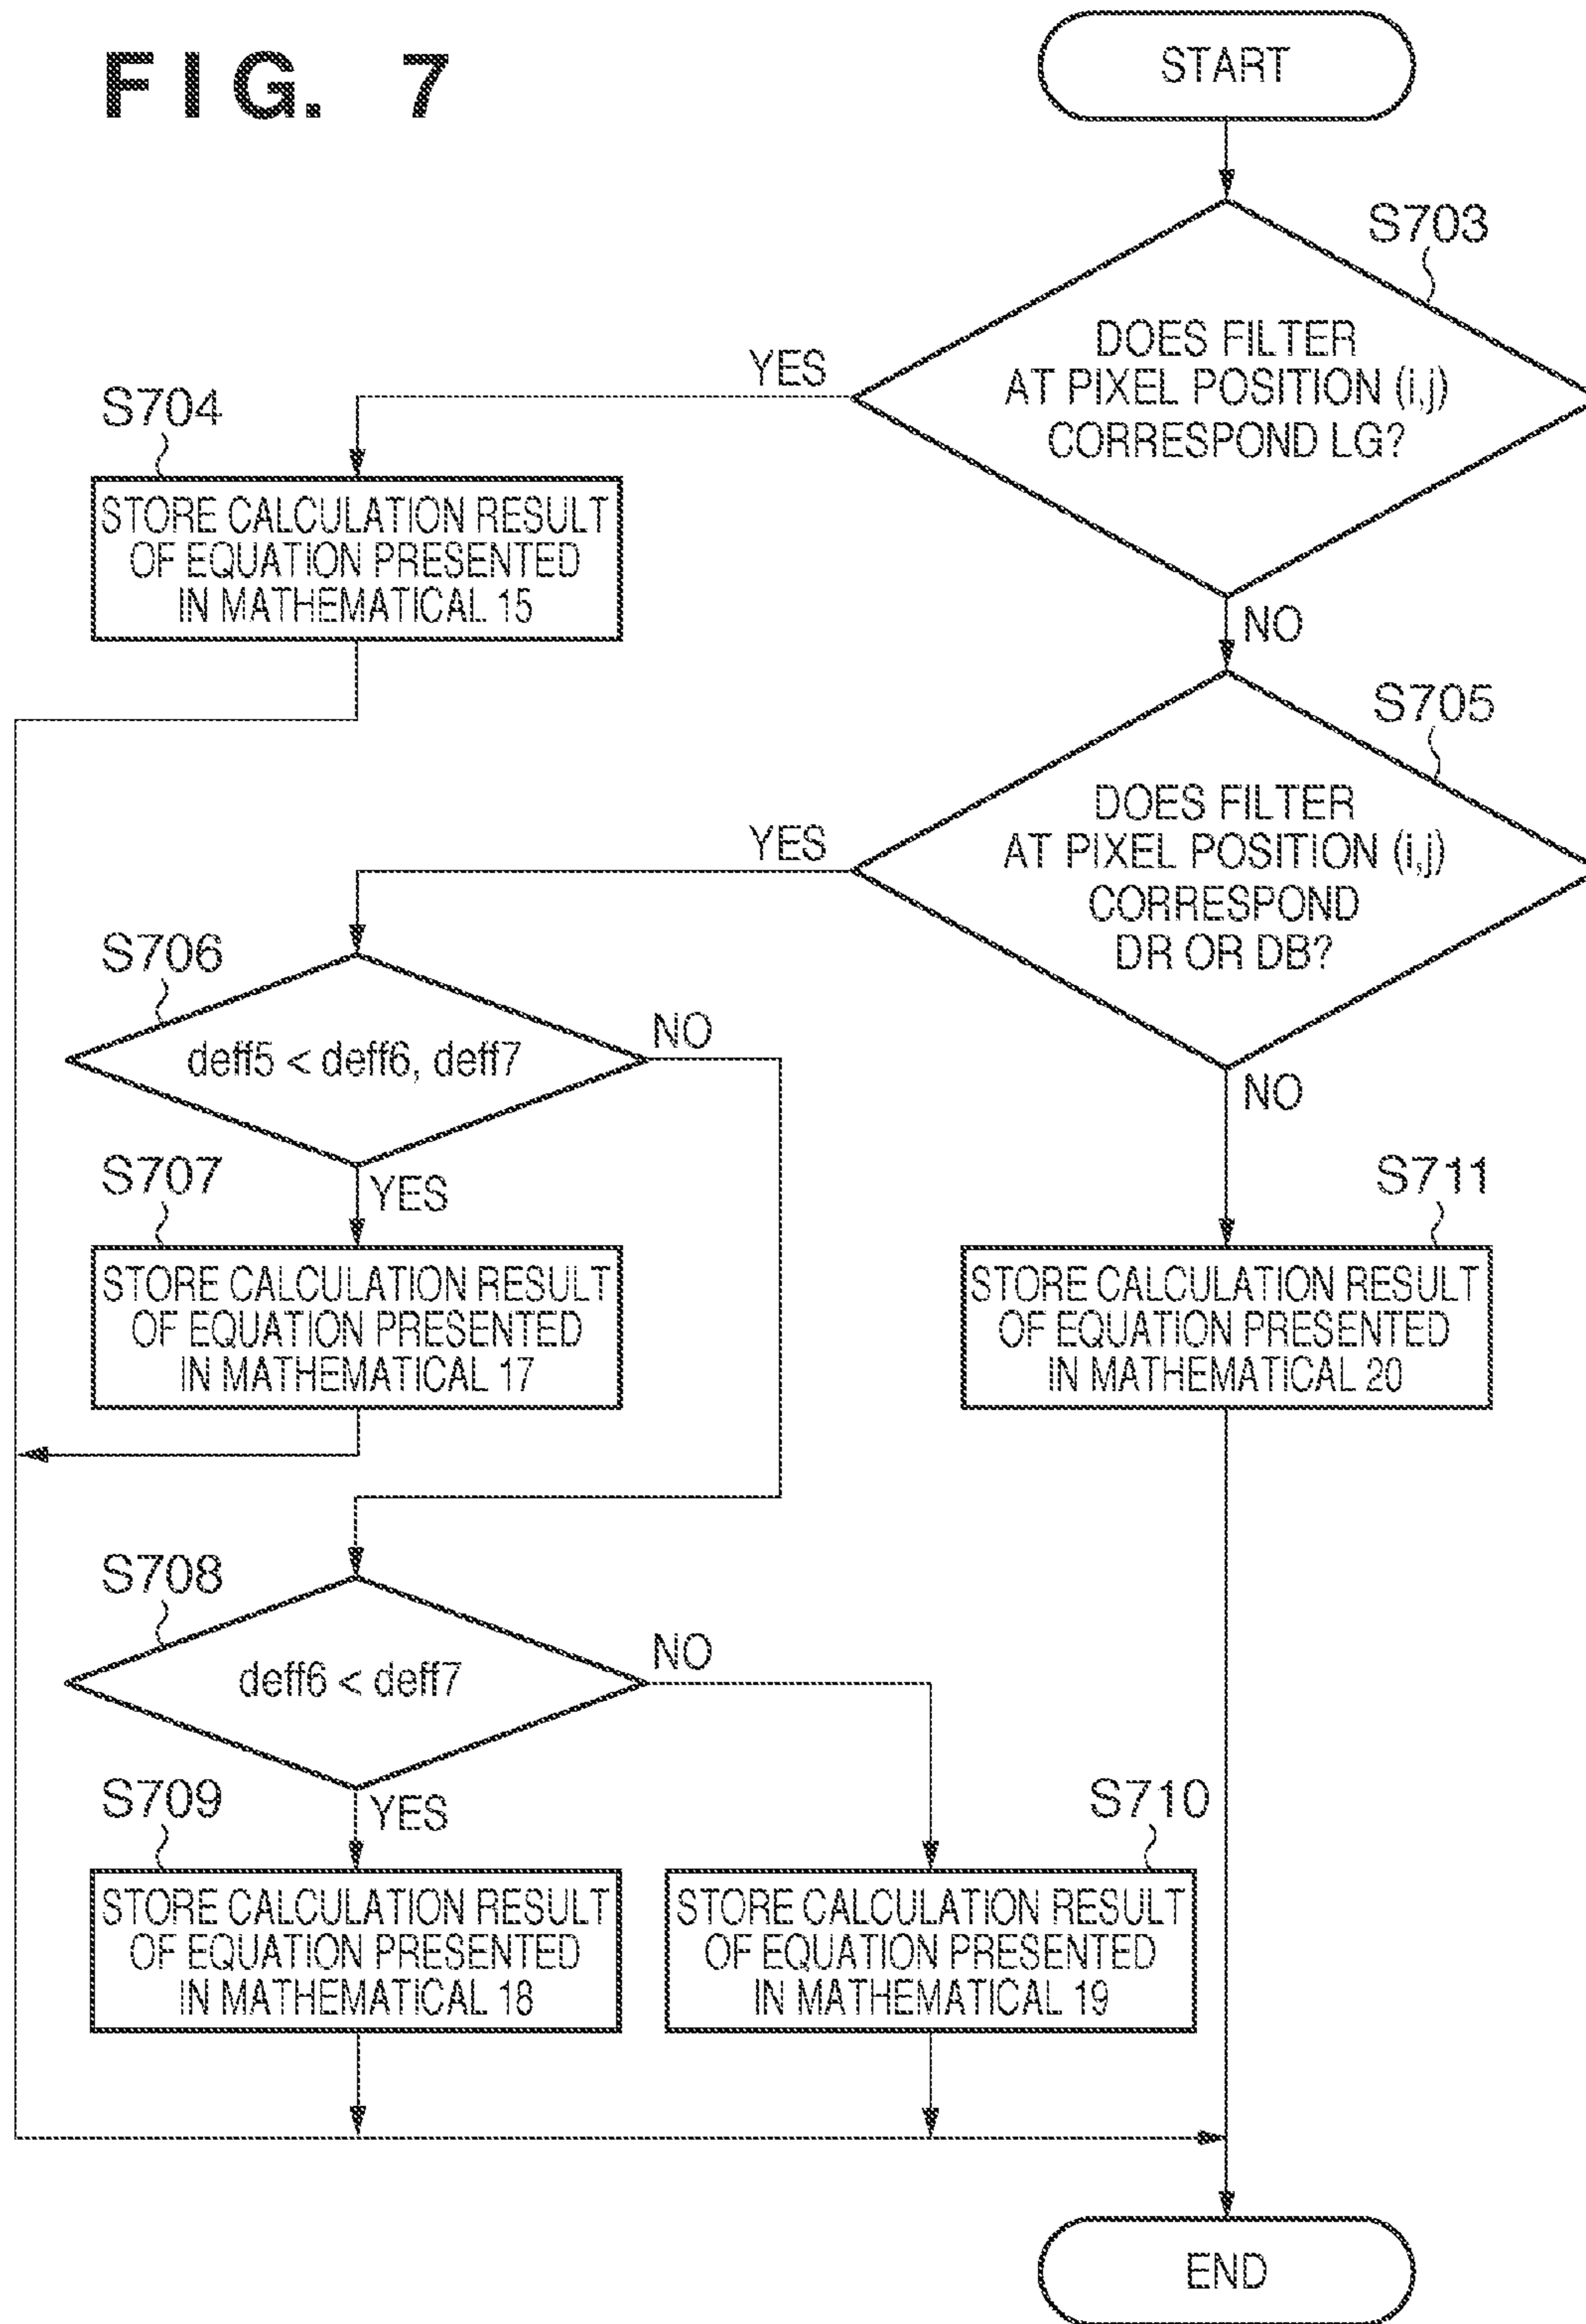 FIG. 7
START
S703
DOES FILTER
AT PIXEL POSITION (i,j)
CORRESPOND LG?
YES
NO
S704
STORE CALCULATION RESULT
OF EQUATION PRESENTED
IN MATHEMATICAL 15
S705
DOES FILTER
AT PIXEL POSITION (i,j)
CORRESPOND
DR OR DB?
YES
NO
S706
deff5 < deff6, deff7
NO
YES
S707
STORE CALCULATION RESULT
OF EQUATION PRESENTED
IN MATHEMATICAL 17
S711
STORE CALCULATION RESULT
OF EQUATION PRESENTED
IN MATHEMATICAL 20
S708
deff6 < deff7
NO
YES
S709
STORE CALCULATION RESULT
OF EQUATION PRESENTED
IN MATHEMATICAL 18
S710
STORE CALCULATION RESULT
OF EQUATION PRESENTED
IN MATHEMATICAL 19
END